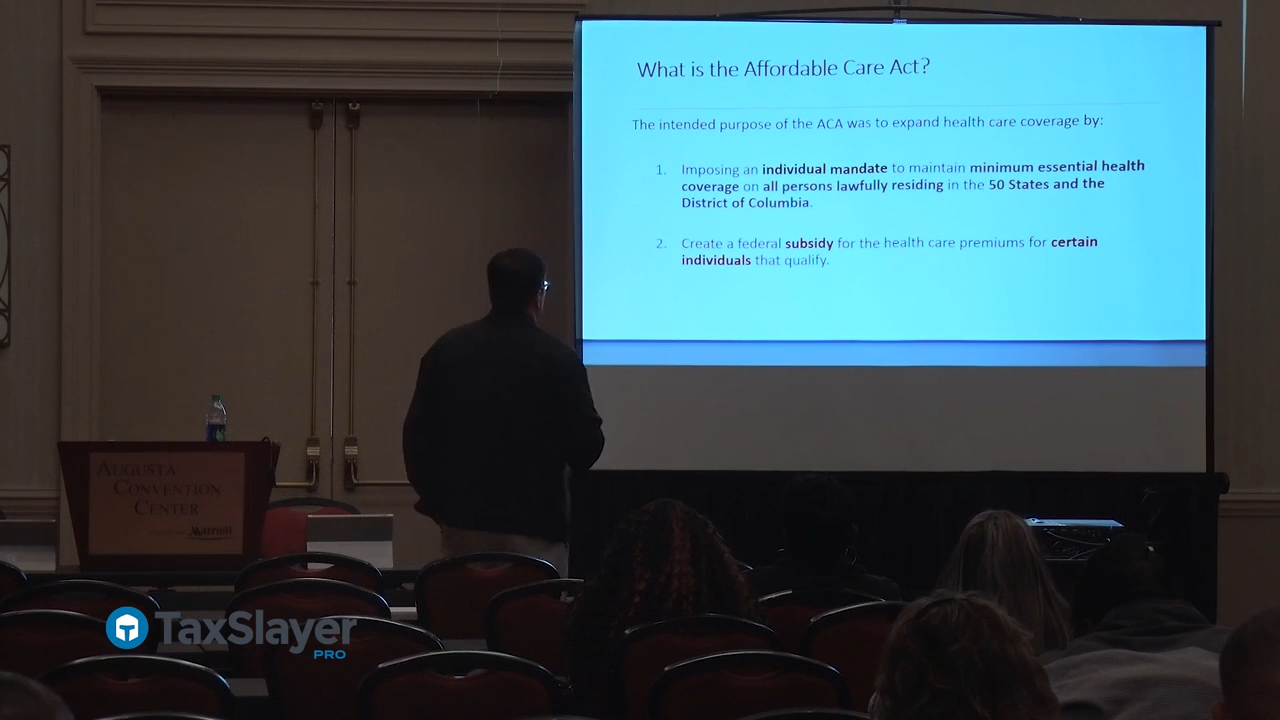 What is the Affordable Care Act?
The intended purpose of the ACA was to expand health care coverage by:
1. Imposing an individual mandate to maintain minimum essential health
coverage on all persons lawfully residing in the 50 States and the
District of Columbia.
2. Create a federal subsidy for the health care premiums for certain
individuals that qualify.
AUGUSTA
CONVENTION
CENTER
Marriott
TaxSlayer
PRO